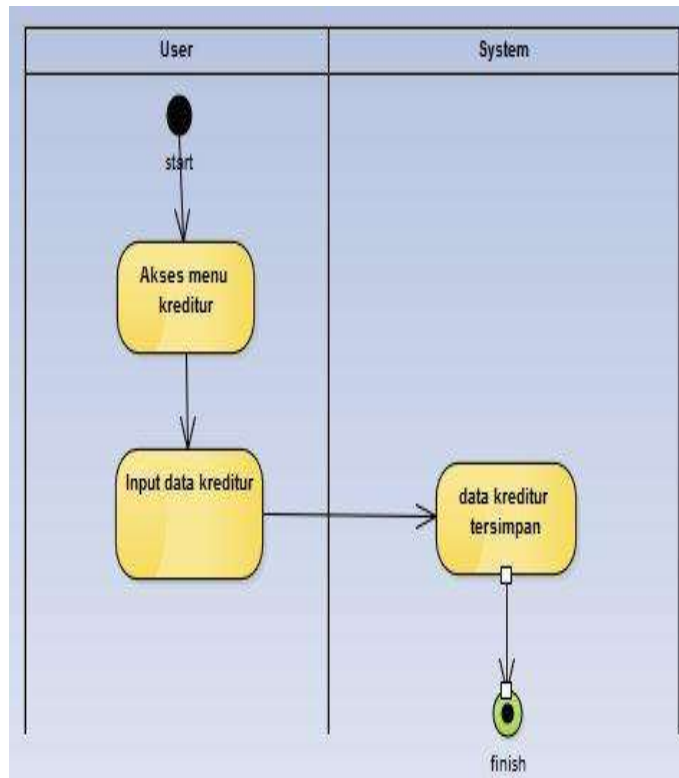 User
System
start
Akses menu
kreditur
Input data kreditur
data kreditur
tersimpan
finish